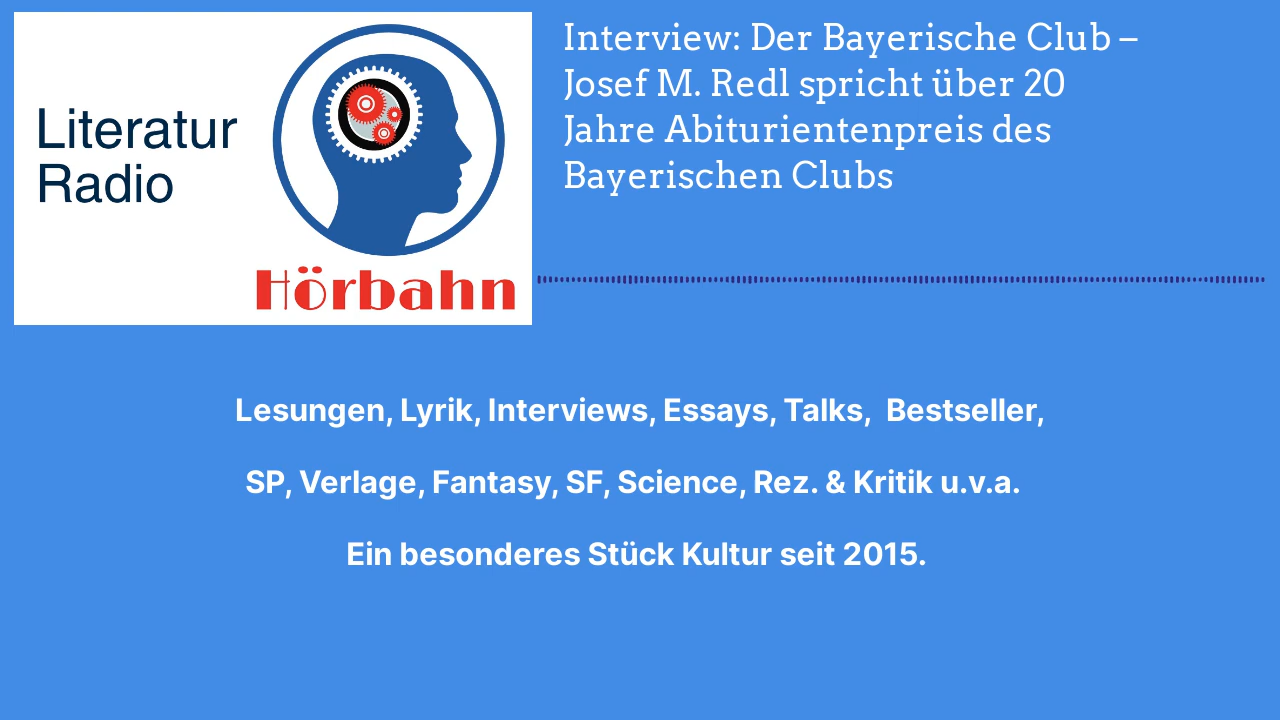 Literatur
Radio
Hörbahn
Interview: Der Bayerische Club –
Josef M. Redl spricht über 20
Jahre Abiturientenpreis des
Bayerischen Clubs
Lesungen, Lyrik, Interviews, Essays, Talks,  Bestseller,
SP, Verlage, Fantasy, SF, Science, Rez. & Kritik u.v.a.
Ein besonderes Stück Kultur seit 2015.